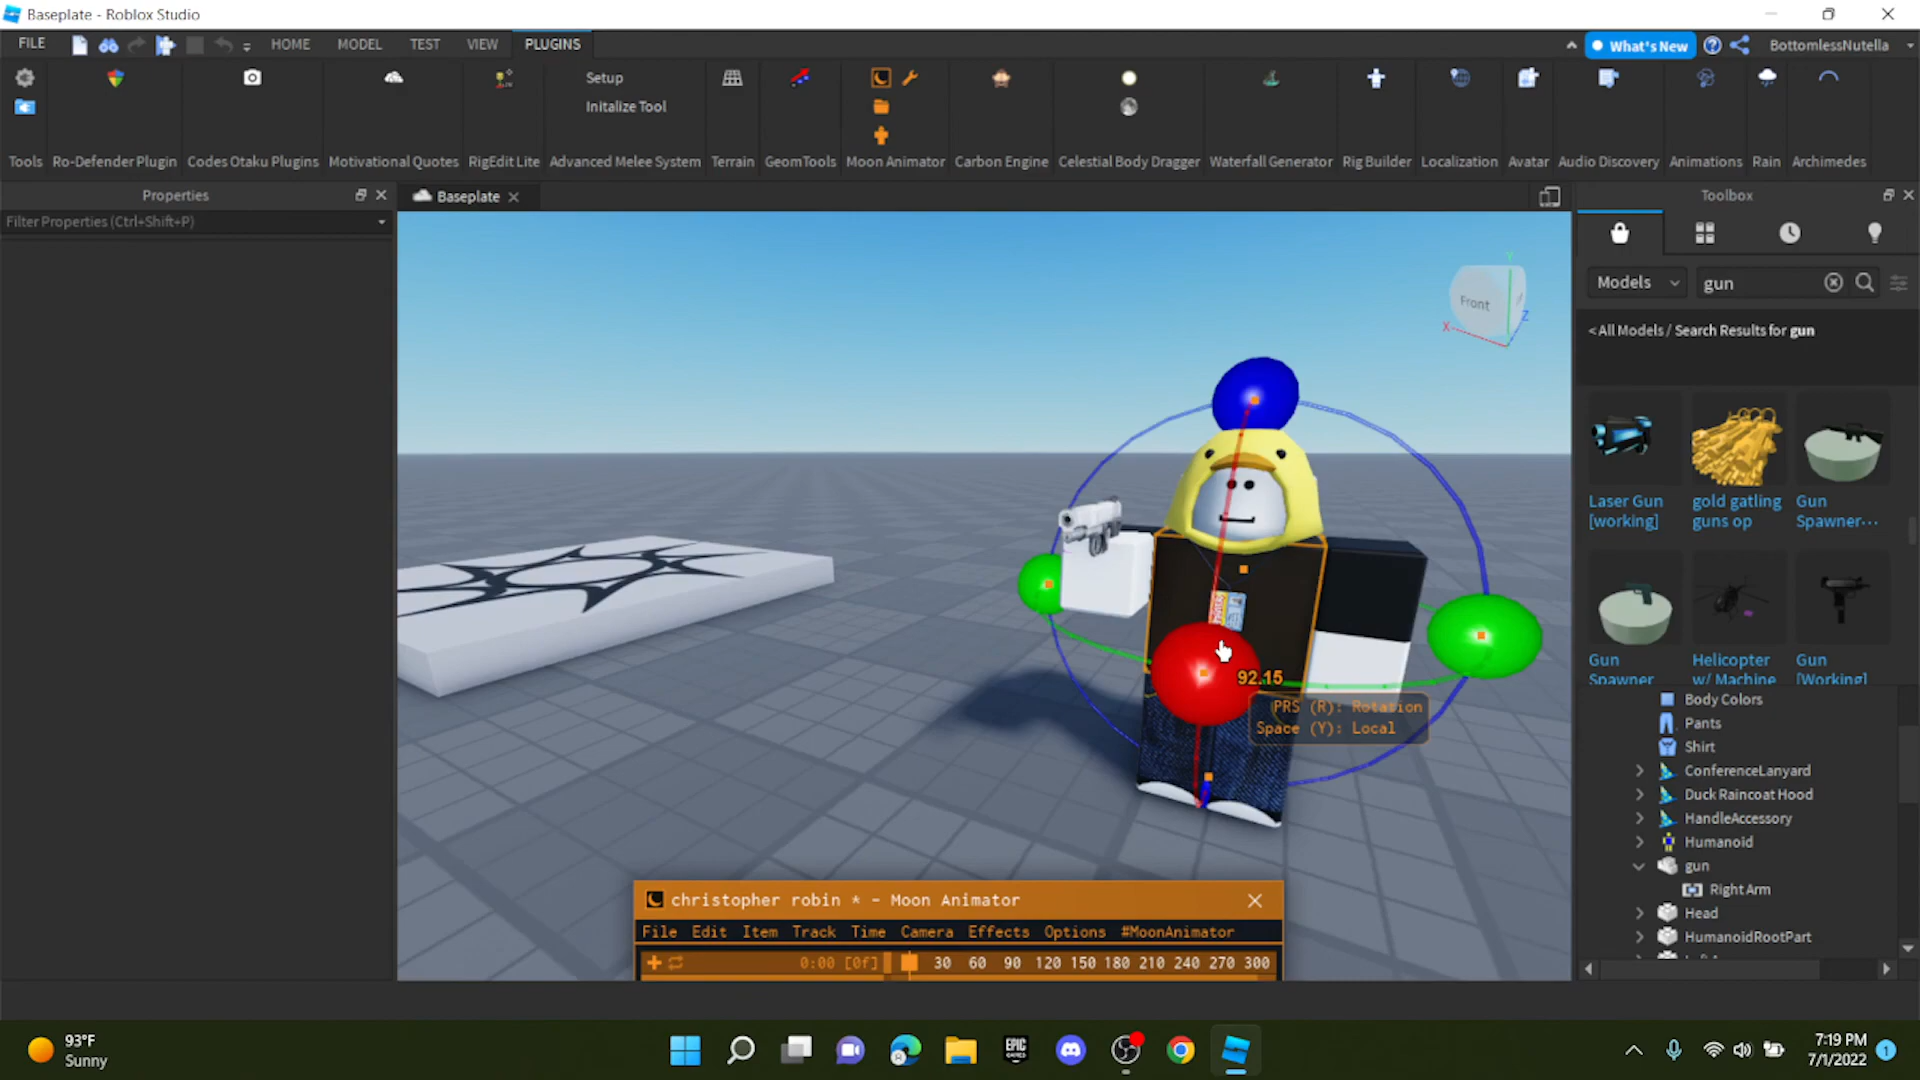 Baseplate - Roblox Studio
FILE HOME MODEL TEST VIEW PLUGINS What's New BottomlessNutella
Setup
Initalize Tool
Tools Ro-Defender Plugin Codes Otaku Plugins Motivational Quotes RigEdit Lite Advanced Melee System Terrain GeomTools Moon Animator Carbon Engine Celestial Body Dragger Waterfall Generator Rig Builder Localization Avatar Audio Discovery Animations Rain Archimedes
Properties
Filter Properties (Ctrl+Shift+P)
Baseplate
Toolbox
Models
gun
< All Models / Search Results for gun
Laser Gun [working]
gold gatling guns op
Gun Spawner...
Gun Spawner
Helicopter w/ Machine
Gun [Working]
Front
X
Y
Z
92.15
PRS (R): Rotation
Space (Y): Local
Body Colors
Pants
Shirt
ConferenceLanyard
Duck Raincoat Hood
HandleAccessory
Humanoid
gun
Right Arm
Head
HumanoidRootPart
christopher robin * - Moon Animator
File Edit Item Track Time Camera Effects Options #MoonAnimator
0:00 [0f] 30 60 90 120 150 180 210 240 270 300
93°F
Sunny
EPIC GAMES
7:19 PM
7/1/2022
1